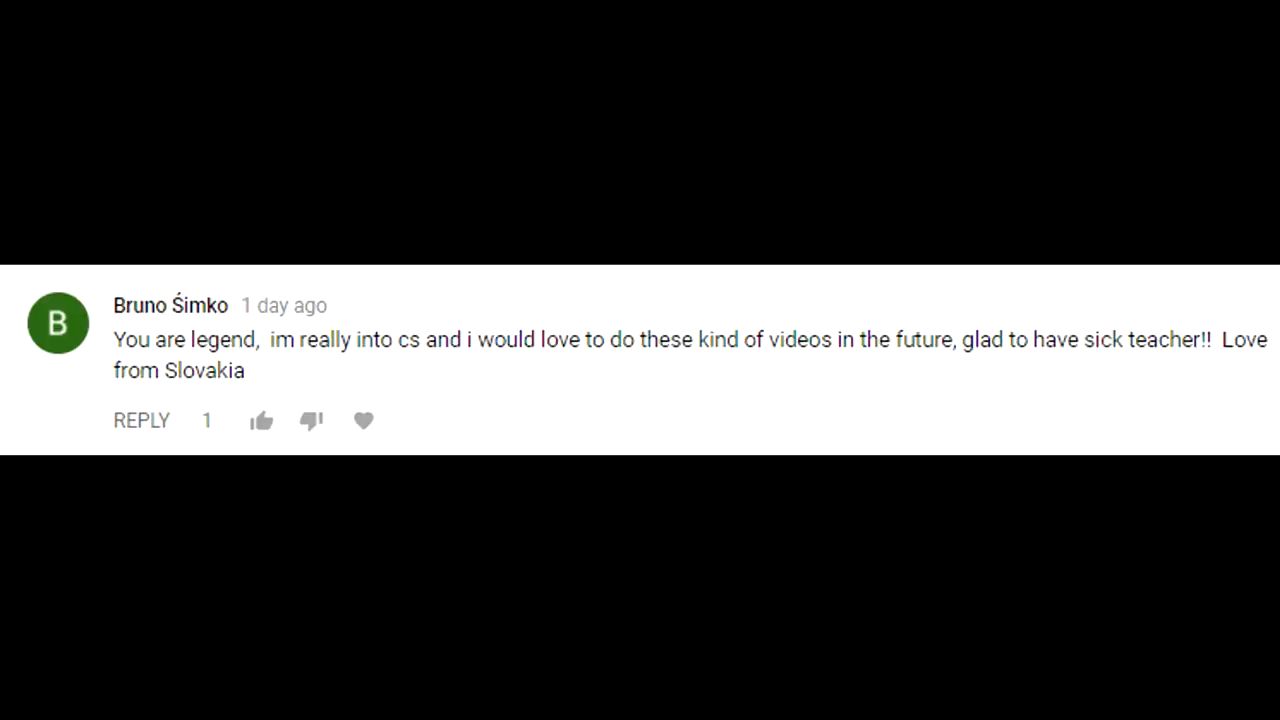 B
Bruno Śimko 1 day ago
You are legend,  im really into cs and i would love to do these kind of videos in the future, glad to have sick teacher!!  Love
from Slovakia
REPLY 1